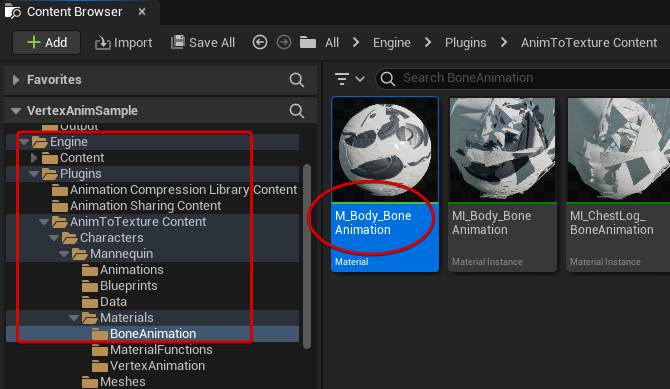 Content Browser
Add
Import
Save All
All
Engine
Plugins
AnimToTexture Content
Favorites
VertexAnimSample
Output
Engine
Content
Plugins
Animation Compression Library Content
Animation Sharing Content
AnimToTexture Content
Characters
Mannequin
Animations
Blueprints
Data
Materials
BoneAnimation
MaterialFunctions
VertexAnimation
Meshes
Search BoneAnimation
M_Body_Bone
Animation
Material
MI_Body_Bone
Animation
Material Instance
MI_ChestLog_
BoneAnimation
Material Instance